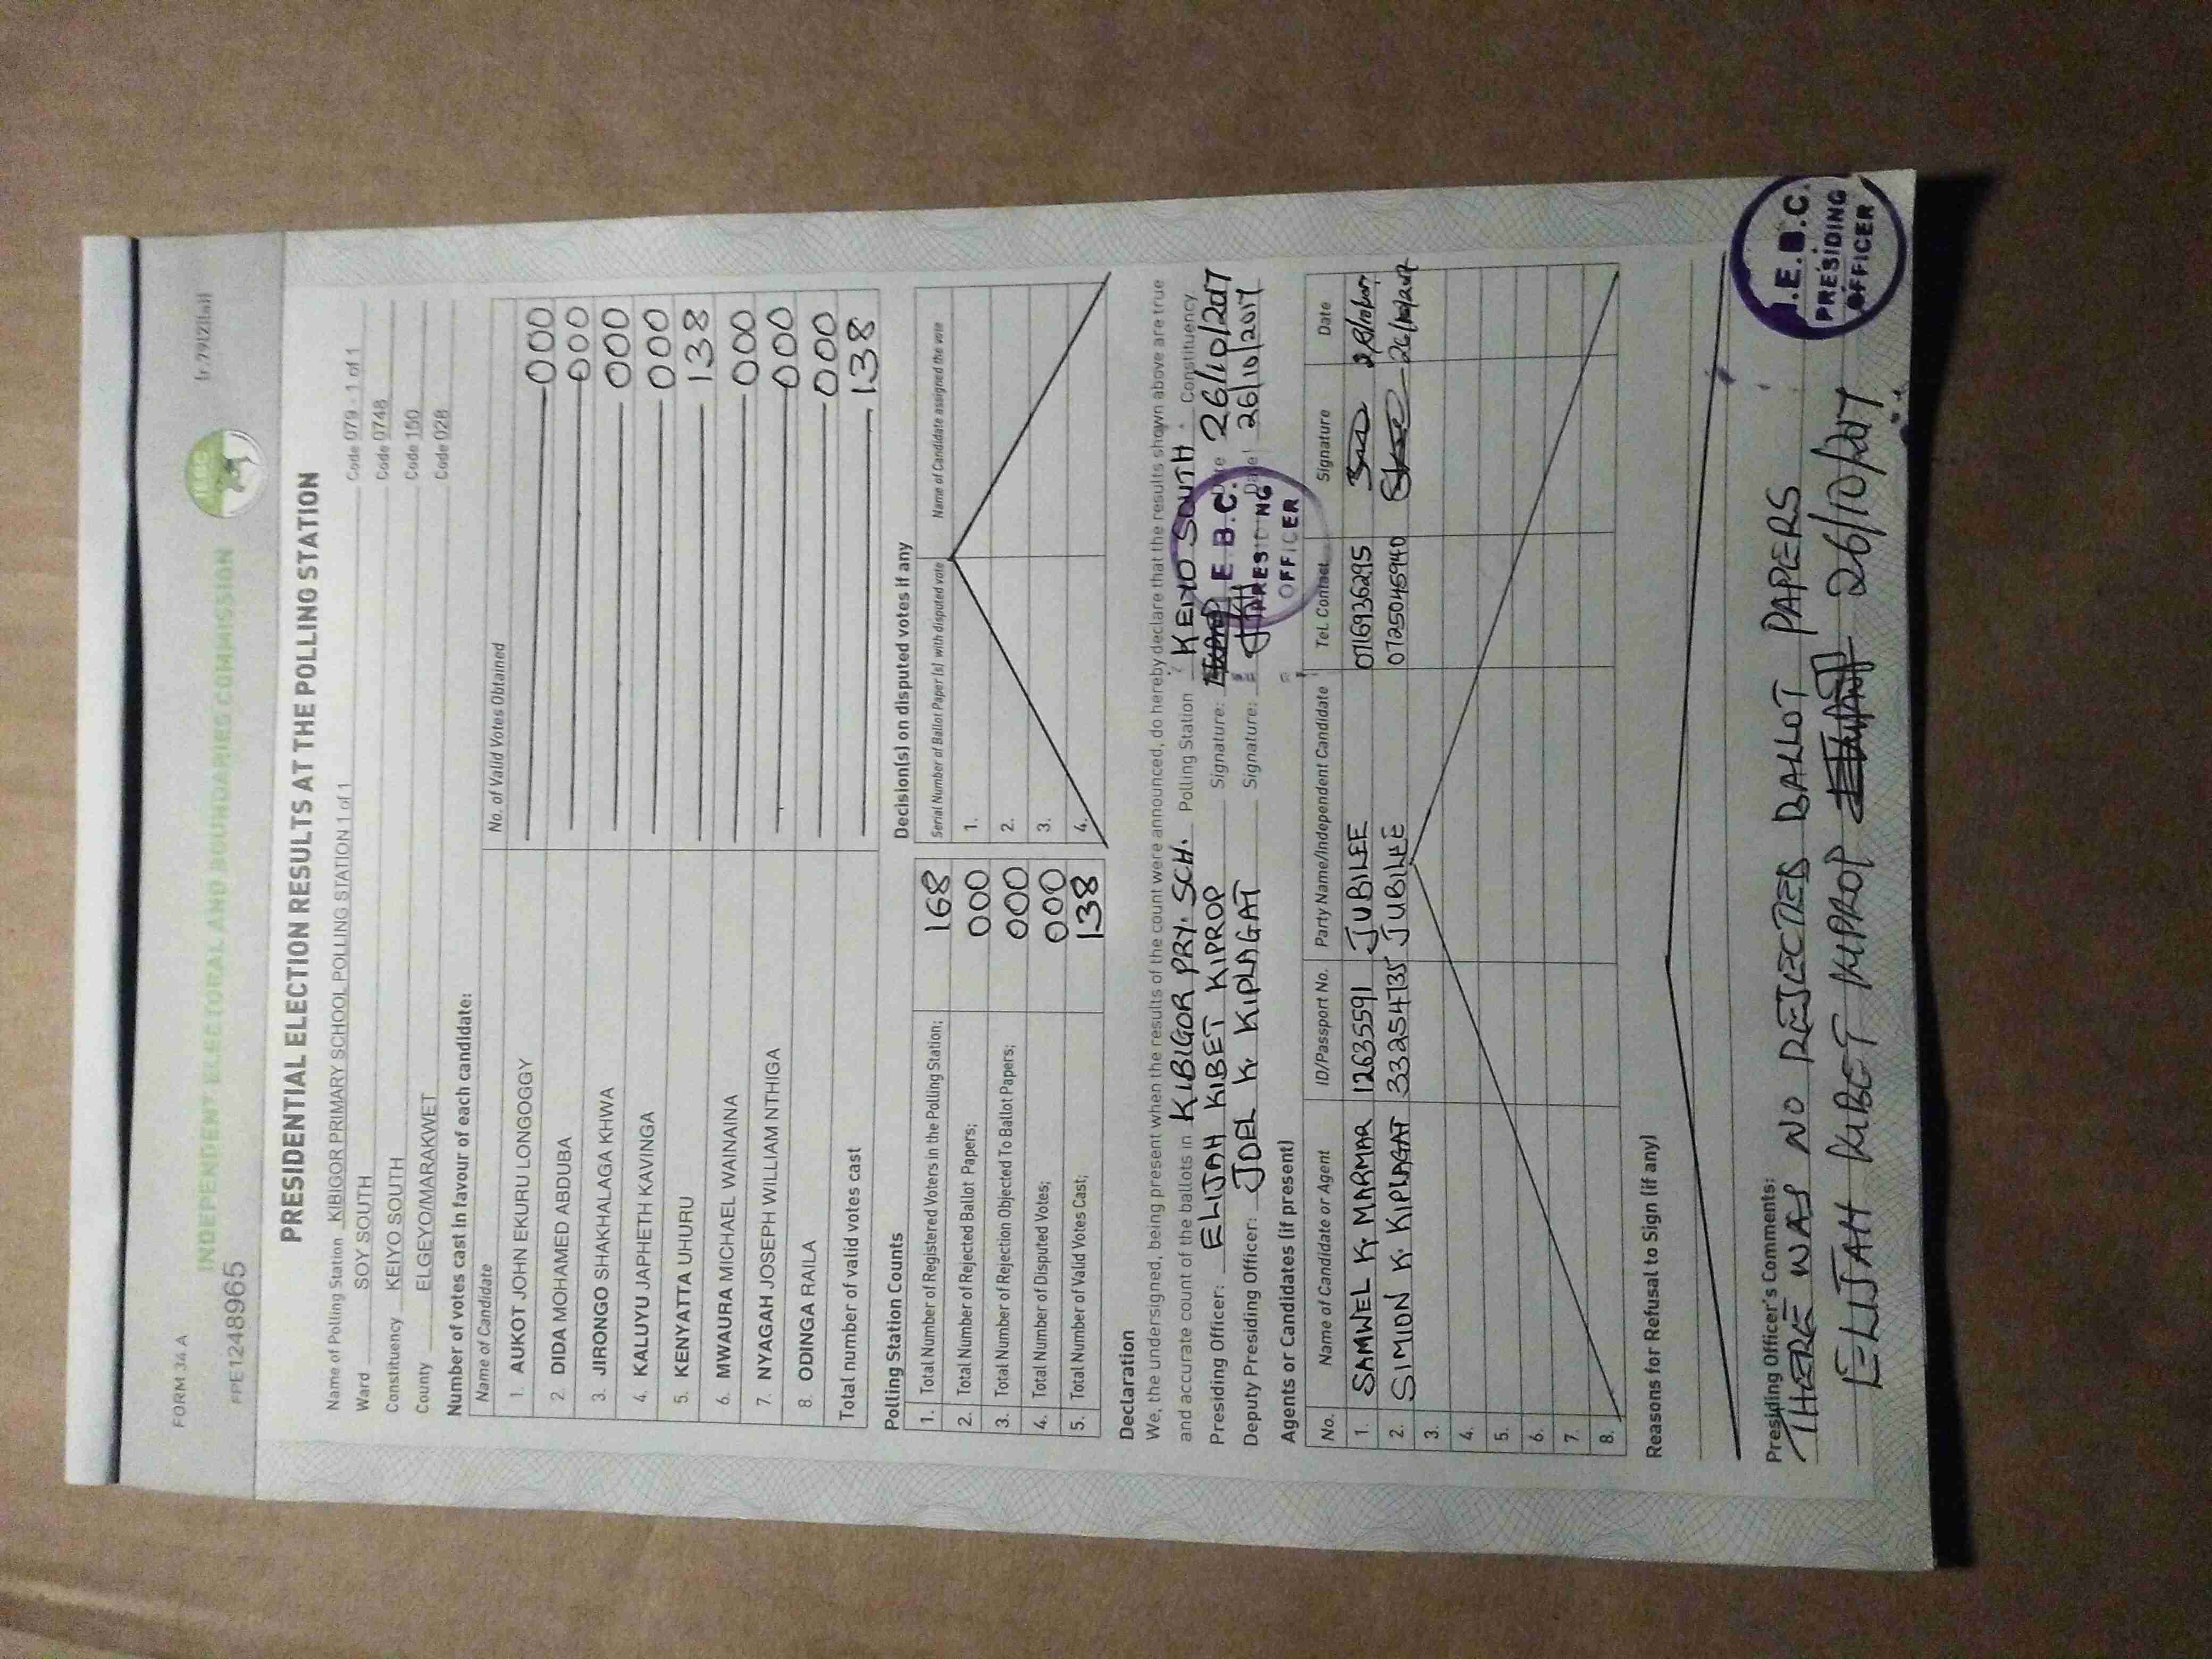 FORM 34 A
(r.79(2)(a))
INDEPENDENT ELECTORAL AND BOUNDARIES COMMISSION
IEBC
PPE1248965
PRESIDENTIAL ELECTION RESULTS AT THE POLLING STATION
Name of Polling Station KIBIGOR PRIMARY SCHOOL POLLING STATION 1 of 1 Code 079 - 1 of 1
Ward SOY SOUTH Code 0748
Constituency KEIYO SOUTH Code 150
County ELGEYO/MARAKWET Code 028
Number of votes cast in favour of each candidate:
Name of Candidate No. of Valid Votes Obtained
1. AUKOT JOHN EKURU LONGOGGY 000
2. DIDA MOHAMED ABDUBA 000
3. JIRONGO SHAKHALAGA KHWA 000
4. KALUYU JAPHETH KAVINGA 000
5. KENYATTA UHURU 138
6. MWAURA MICHAEL WAINAINA 000
7. NYAGAH JOSEPH WILLIAM NTHIGA 000
8. ODINGA RAILA 000
Total number of valid votes cast 138
Polling Station Counts
1. Total Number of Registered Voters in the Polling Station; 168
2. Total Number of Rejected Ballot Papers; 000
3. Total Number of Rejection Objected To Ballot Papers; 000
4. Total Number of Disputed Votes; 000
5. Total Number of Valid Votes Cast; 138
Decision(s) on disputed votes if any
Serial Number of Ballot Paper (s) with disputed vote Name of Candidate assigned the vote
1.
2.
3.
4.
Declaration
We, the undersigned, being present when the results of the count were announced, do hereby declare that the results shown above are true
and accurate count of the ballots in KIBIGOR PRY. SCH. Polling Station KEIYO SOUTH Constituency.
Presiding Officer: ELIJAH KIBET KIPROP Signature: Date 26/10/2017
Deputy Presiding Officer: JOEL K. KIPLAGAT Signature: Date 26/10/2017
I.E.B.C. PRESIDING OFFICER
Agents or Candidates (if present)
No. Name of Candidate or Agent ID/Passport No. Party Name/Independent Candidate Tel. Contact Signature Date
1. SAMWEL K. MARMAR 12635591 JUBILEE 0716936295
2. SIMION K. KIPLAGAT 33254735 JUBILEE 0725045940 26/10/2017
3.
4.
5.
6.
7.
8.
Reasons for Refusal to Sign (if any)
Presiding Officer's Comments:
THERE WAS NO REJECTED BALLOT PAPERS
ELIJAH KIBET KIPROP 26/10/2017
I.E.B.C.
PRESIDING
OFFICER